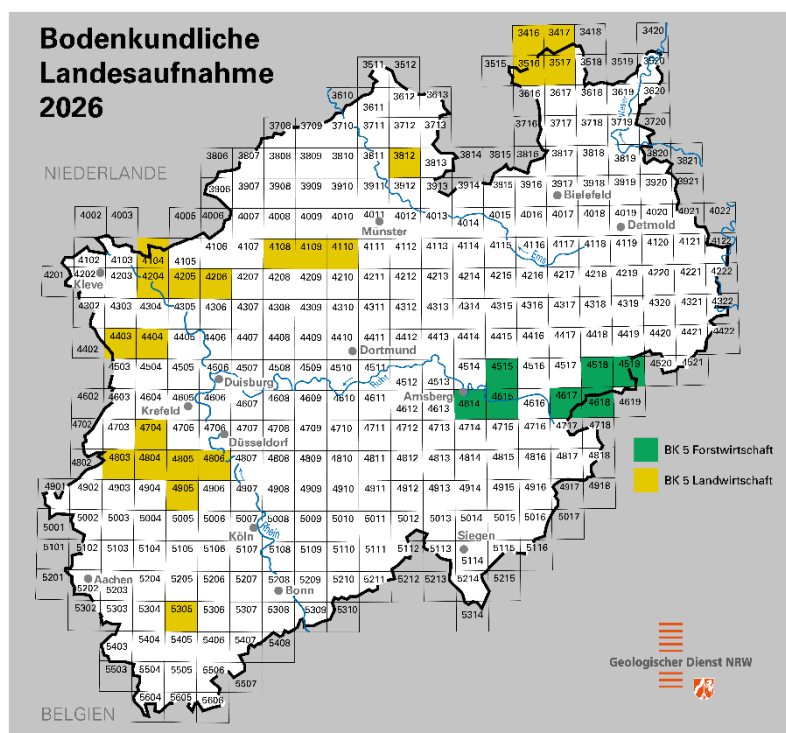 Bodenkundliche
Landesaufnahme
2026
3416 3417 3418 3420
3511 3512 3515 3516 3517 3518 3519 3520
3610 3612 3613 3616 3617 3618 3619 3620
3611
Weser
3708 3709 3710 3711 3712 3713 3716 3717 3718 3719 3720
NIEDERLANDE
3806 3807 3808 3809 3810 3811 3812 3813 3814 3815 3816 3817 3818 3819 3820 3821
3906 3907 3908 3909 3910 3911 3912 3913 3914 3915 3916 3917 3918 3919 3920 3921
Bielefeld
4002 4003 4005 4006 4007 4008 4009 4010 4011 4012 4013 4014 4015 4016 4017 4018 4019 4020 4021 4022
Münster
Detmold
4102 4103 4104 4105 4106 4107 4108 4109 4110 4111 4112 4113 4114 4115 4116 4117 4118 4119 4120 4121 4122
Ems
4201 4202 4203 4204 4205 4206 4207 4208 4209 4210 4211 4212 4213 4214 4215 4216 4217 4218 4219 4220 4221 4222
Kleve
4302 4303 4304 4305 4306 4307 4308 4309 4310 4311 4312 4313 4314 4315 4316 4317 4318 4319 4320 4321 4322
4402 4403 4404 4405 4406 4407 4408 4409 4410 4411 4412 4413 4414 4415 4416 4417 4418 4419 4420 4421 4422
Dortmund
4503 4504 4505 4506 4507 4508 4509 4510 4511 4512 4513 4514 4515 4516 4517 4518 4519 4520 4521
Duisburg
Ruhr
Arnsberg
4602 4603 4604 4605 4606 4607 4608 4609 4610 4611 4612 4613 4614 4615 4616 4617 4618 4619
Krefeld
4702 4703 4704 4705 4706 4707 4708 4709 4710 4711 4712 4713 4714 4715 4716 4717 4718
Düsseldorf
4802 4803 4804 4805 4806 4807 4808 4809 4810 4811 4812 4813 4814 4815 4816 4817 4818
BK 5 Forstwirtschaft
BK 5 Landwirtschaft
4901 4902 4903 4904 4905 4906 4907 4908 4909 4910 4911 4912 4913 4914 4915 4916 4917 4918
5001 5002 5003 5004 5005 5006 5007 5008 5009 5010 5011 5012 5013 5014 5015 5016 5017
Köln
Rhein
Siegen
5101 5102 5103 5104 5105 5106 5107 5108 5109 5110 5111 5112 5113 5114 5115 5116
Aachen
5201 5202 5203 5204 5205 5206 5207 5208 5209 5210 5211 5212 5213 5214 5215
Bonn
5302 5303 5304 5305 5306 5307 5308 5309 5310 5314
5403 5404 5405 5406 5407 5408
Geologischer Dienst NRW
5503 5504 5505 5506 5507
5604 5605 5606
BELGIEN